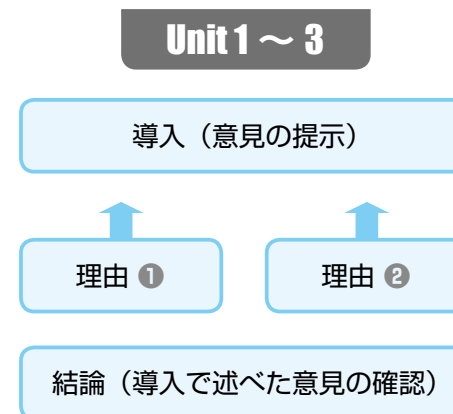 Unit 1 ～ 3
導入（意見の提示）
理由 ❶
理由 ❷
結論（導入で述べた意見の確認）